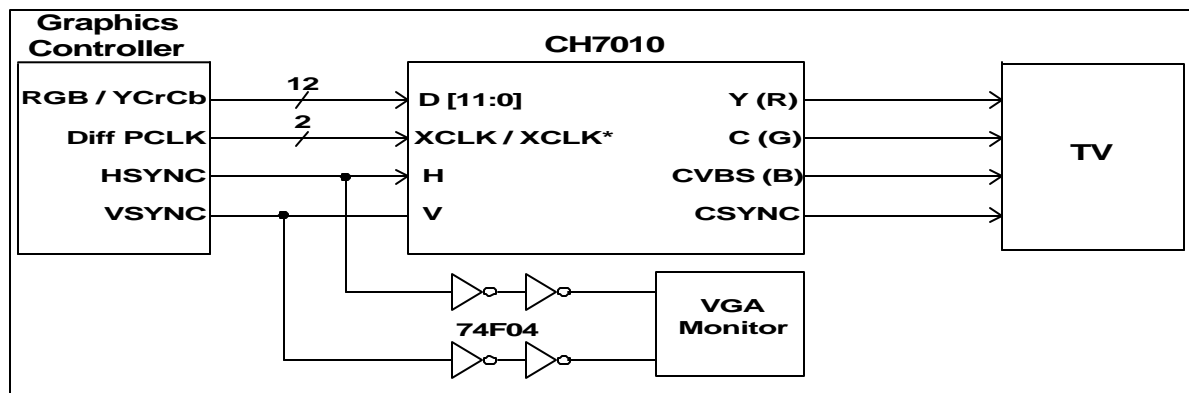 Graphics
Controller
CH7010
RGB / YCrCb
12
D [11:0]
Y (R)
Diff PCLK
2
XCLK / XCLK*
C (G)
TV
HSYNC
H
CVBS (B)
VSYNC
V
CSYNC
74F04
VGA
Monitor